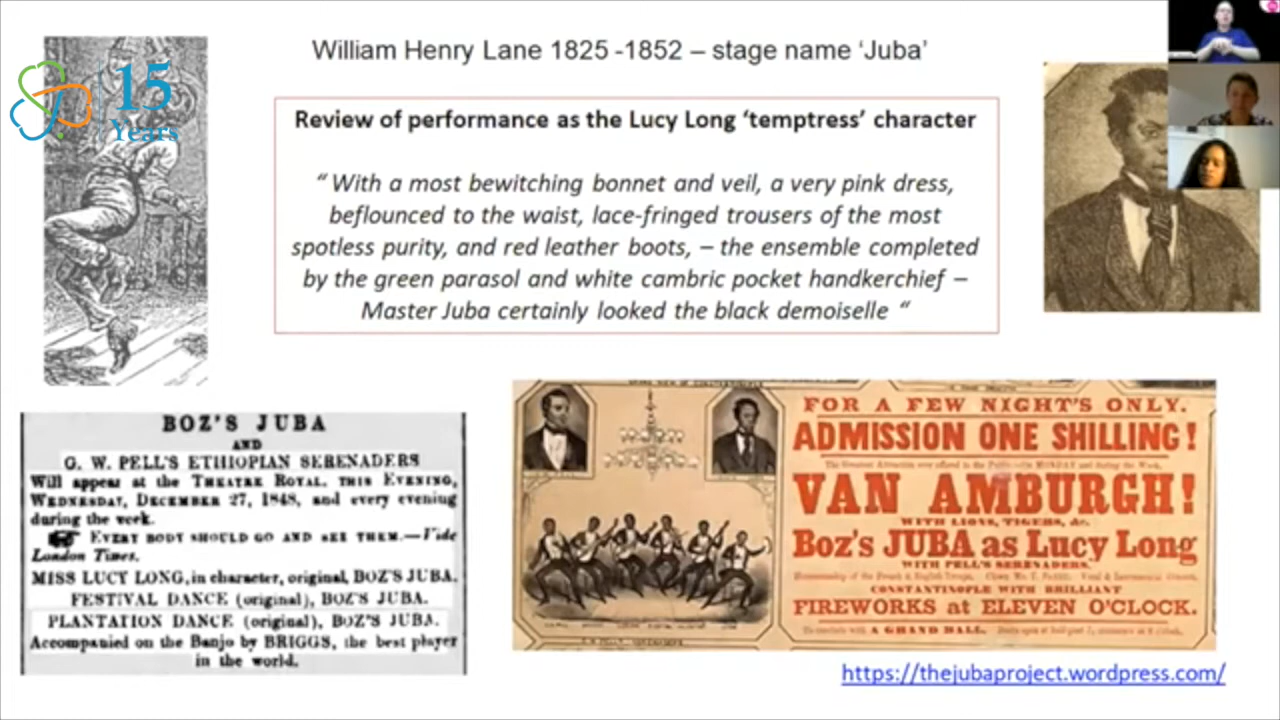 William Henry Lane 1825 -1852 – stage name ‘Juba’
15
Years
Review of performance as the Lucy Long ‘temptress’ character
“ With a most bewitching bonnet and veil, a very pink dress,
beflounced to the waist, lace-fringed trousers of the most
spotless purity, and red leather boots, – the ensemble completed
by the green parasol and white cambric pocket handkerchief –
Master Juba certainly looked the black demoiselle “
BOZ'S JUBA
AND
G. W. PELL'S ETHIOPIAN SERENADERS
Will appear at the THEATRE ROYAL, THIS EVENING,
WEDNESDAY, DECEMBER 27, 1848, and every evening
during the week.
EVERY BODY SHOULD GO AND SEE THEM.—Vide
London Times.
MISS LUCY LONG, in character, original, BOZ'S JUBA.
FESTIVAL DANCE (original), BOZ'S JUBA.
PLANTATION DANCE (original), BOZ'S JUBA.
Accompanied on the Banjo by BRIGGS, the best player
in the world.
FOR A FEW NIGHT'S ONLY.
ADMISSION ONE SHILLING!
VAN AMBURGH!
WITH LIONS, TIGERS, &c.
Boz's JUBA as Lucy Long
WITH PELL'S SERENADERS.
CONSTANTINOPLE WITH BRILLIANT
FIREWORKS at ELEVEN O'CLOCK.
A GRAND BALL.
https://thejubaproject.wordpress.com/